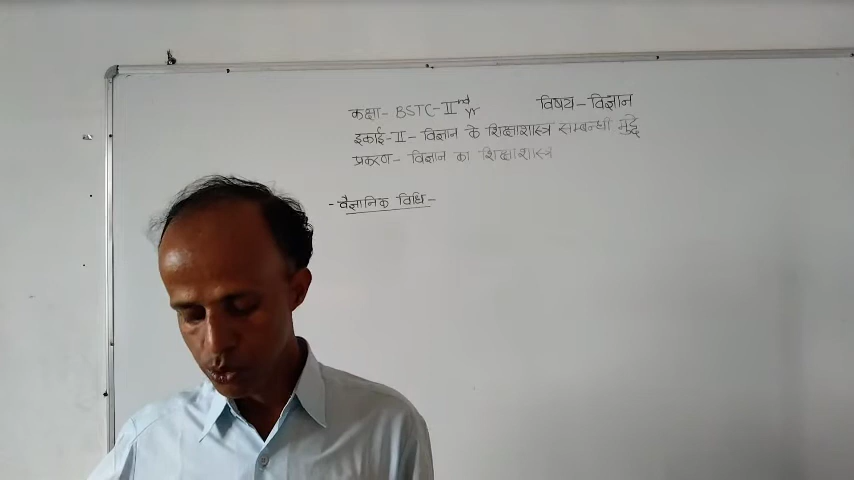 कक्षा- BSTC-IInd yr विषय-विज्ञान
इकाई-II- विज्ञान के शिक्षाशास्त्र सम्बन्धी मुद्दे
प्रकरण- विज्ञान का शिक्षाशास्त्र
-वैज्ञानिक विधि-